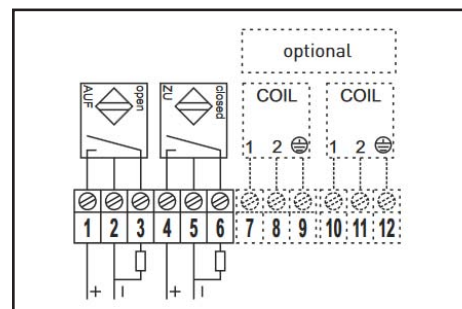 optional
AUF open ZU closed COIL COIL
1 2 1 2
1 2 3 4 5 6 7 8 9 10 11 12
+ – + –